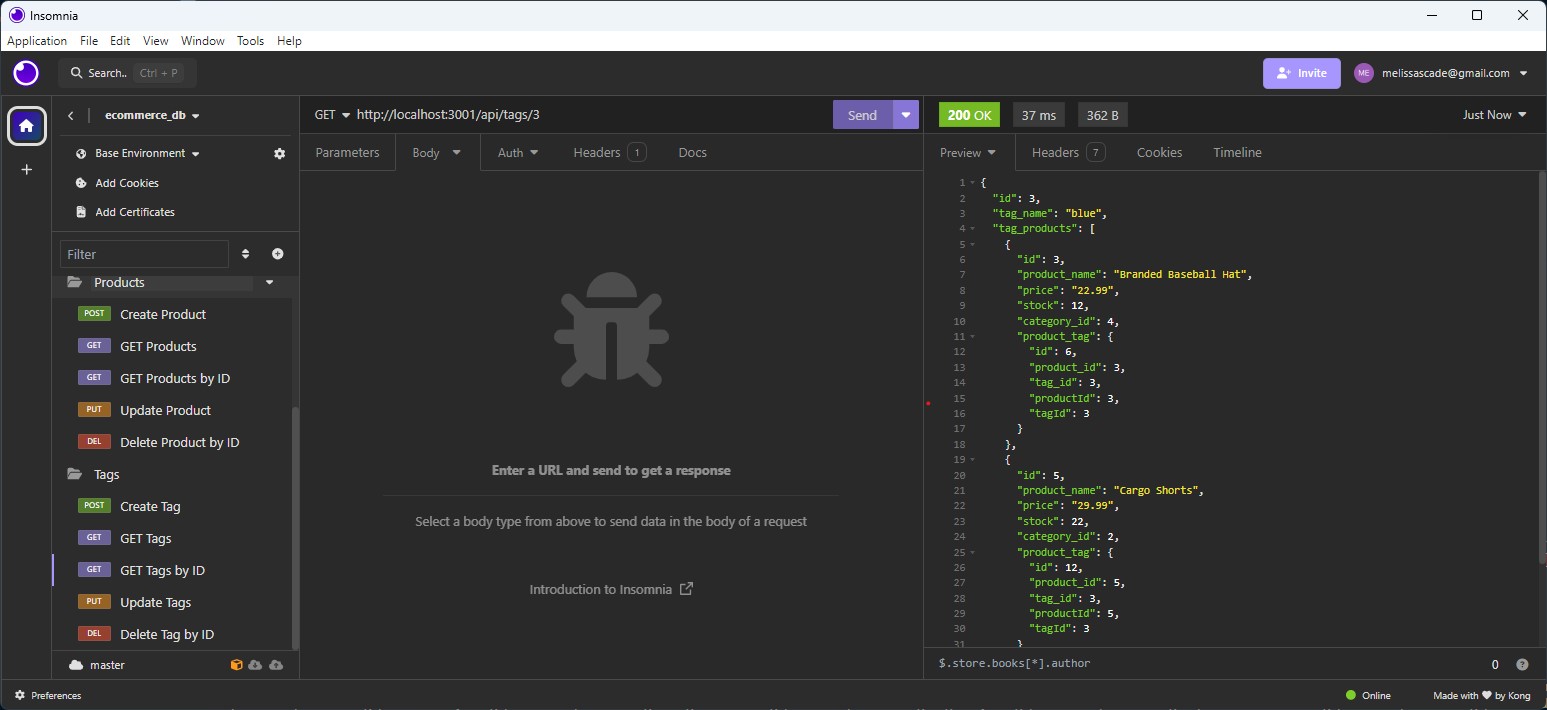 Insomnia
Application File Edit View Window Tools Help
Search.. Ctrl + P
Invite ME melissascade@gmail.com
ecommerce_db
Base Environment
Add Cookies
Add Certificates
Filter
Products
POST Create Product
GET GET Products
GET GET Products by ID
PUT Update Product
DEL Delete Product by ID
Tags
POST Create Tag
GET GET Tags
GET GET Tags by ID
PUT Update Tags
DEL Delete Tag by ID
master
GET http://localhost:3001/api/tags/3 Send
Parameters Body Auth Headers 1 Docs
Enter a URL and send to get a response
Select a body type from above to send data in the body of a request
Introduction to Insomnia
200 OK 37 ms 362 B Just Now
Preview Headers 7 Cookies Timeline
1 {
2 "id": 3,
3 "tag_name": "blue",
4 "tag_products": [
5 {
6 "id": 3,
7 "product_name": "Branded Baseball Hat",
8 "price": "22.99",
9 "stock": 12,
10 "category_id": 4,
11 "product_tag": {
12 "id": 6,
13 "product_id": 3,
14 "tag_id": 3,
15 "productId": 3,
16 "tagId": 3
17 }
18 },
19 {
20 "id": 5,
21 "product_name": "Cargo Shorts",
22 "price": "29.99",
23 "stock": 22,
24 "category_id": 2,
25 "product_tag": {
26 "id": 12,
27 "product_id": 5,
28 "tag_id": 3,
29 "productId": 5,
30 "tagId": 3
31 }
$.store.books[*].author 0 ?
Preferences Online Made with ♥ by Kong